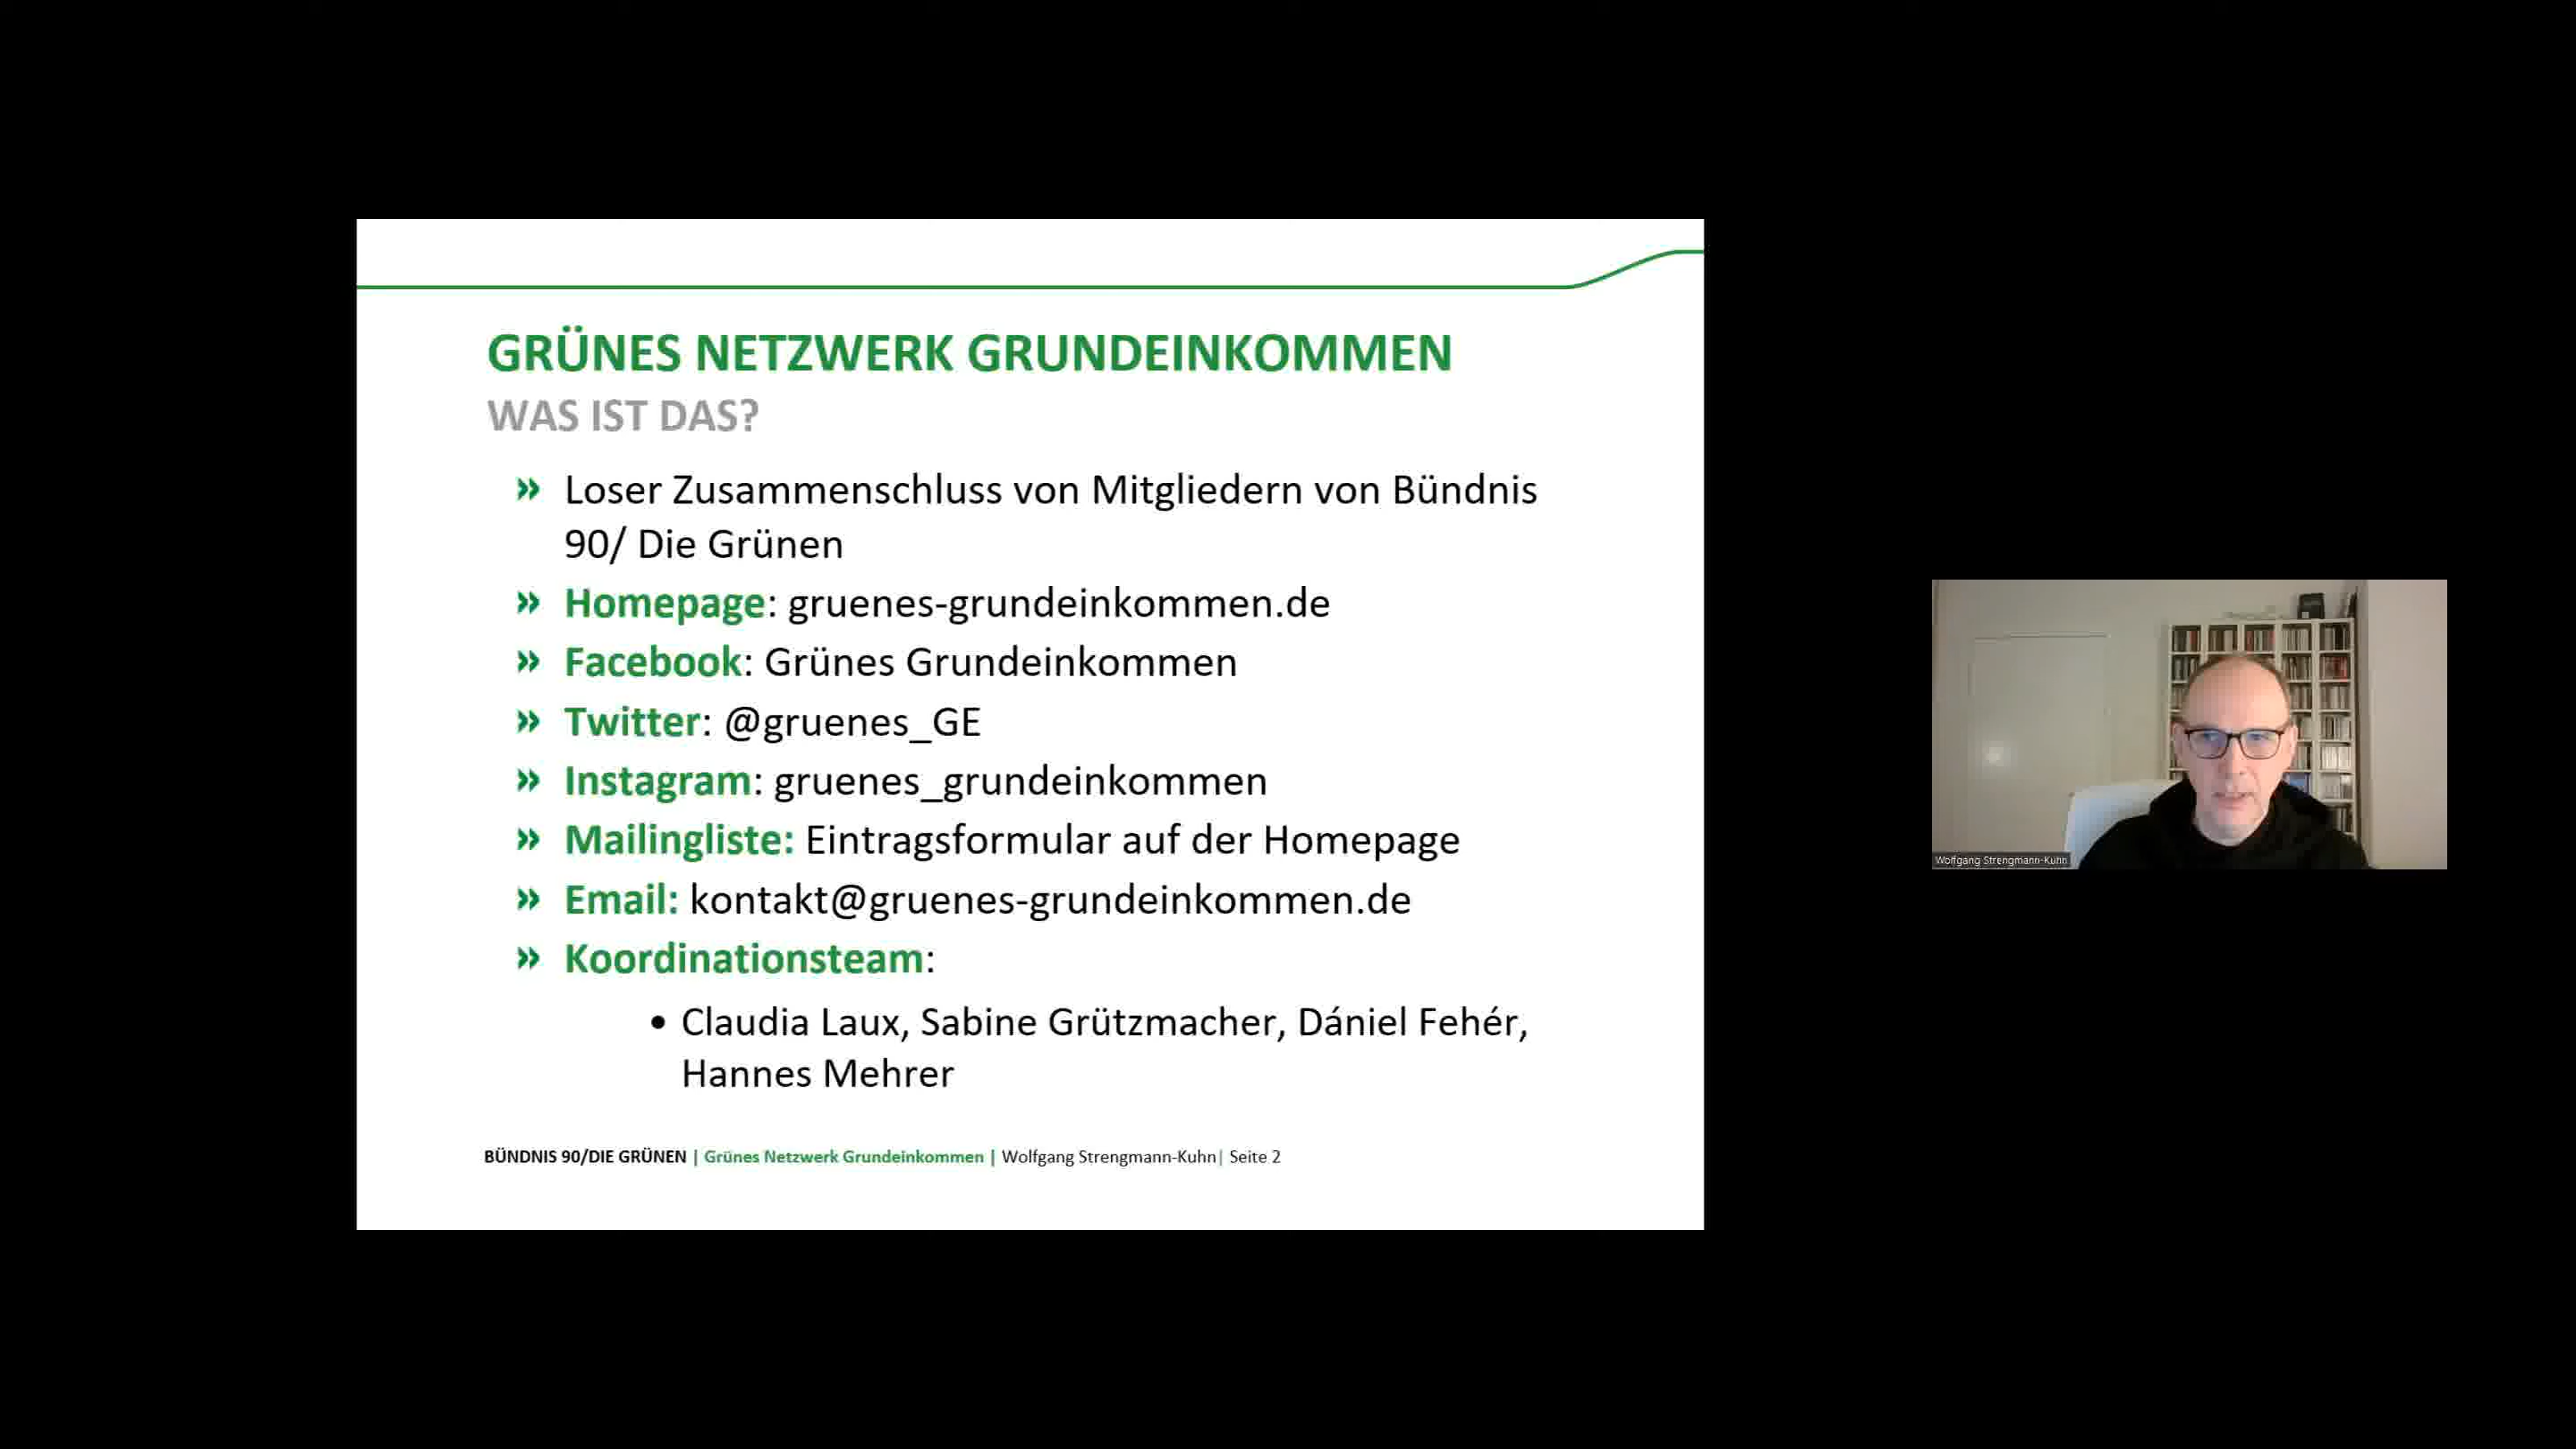 GRÜNES NETZWERK GRUNDEINKOMMEN
WAS IST DAS?
» Loser Zusammenschluss von Mitgliedern von Bündnis
90/ Die Grünen
» Homepage: gruenes-grundeinkommen.de
» Facebook: Grünes Grundeinkommen
» Twitter: @gruenes_GE
» Instagram: gruenes_grundeinkommen
» Mailingliste: Eintragsformular auf der Homepage
» Email: kontakt@gruenes-grundeinkommen.de
» Koordinationsteam:
• Claudia Laux, Sabine Grützmacher, Dániel Fehér,
Hannes Mehrer
BÜNDNIS 90/DIE GRÜNEN | Grünes Netzwerk Grundeinkommen | Wolfgang Strengmann-Kuhn| Seite 2
Wolfgang Strengmann-Kuhn